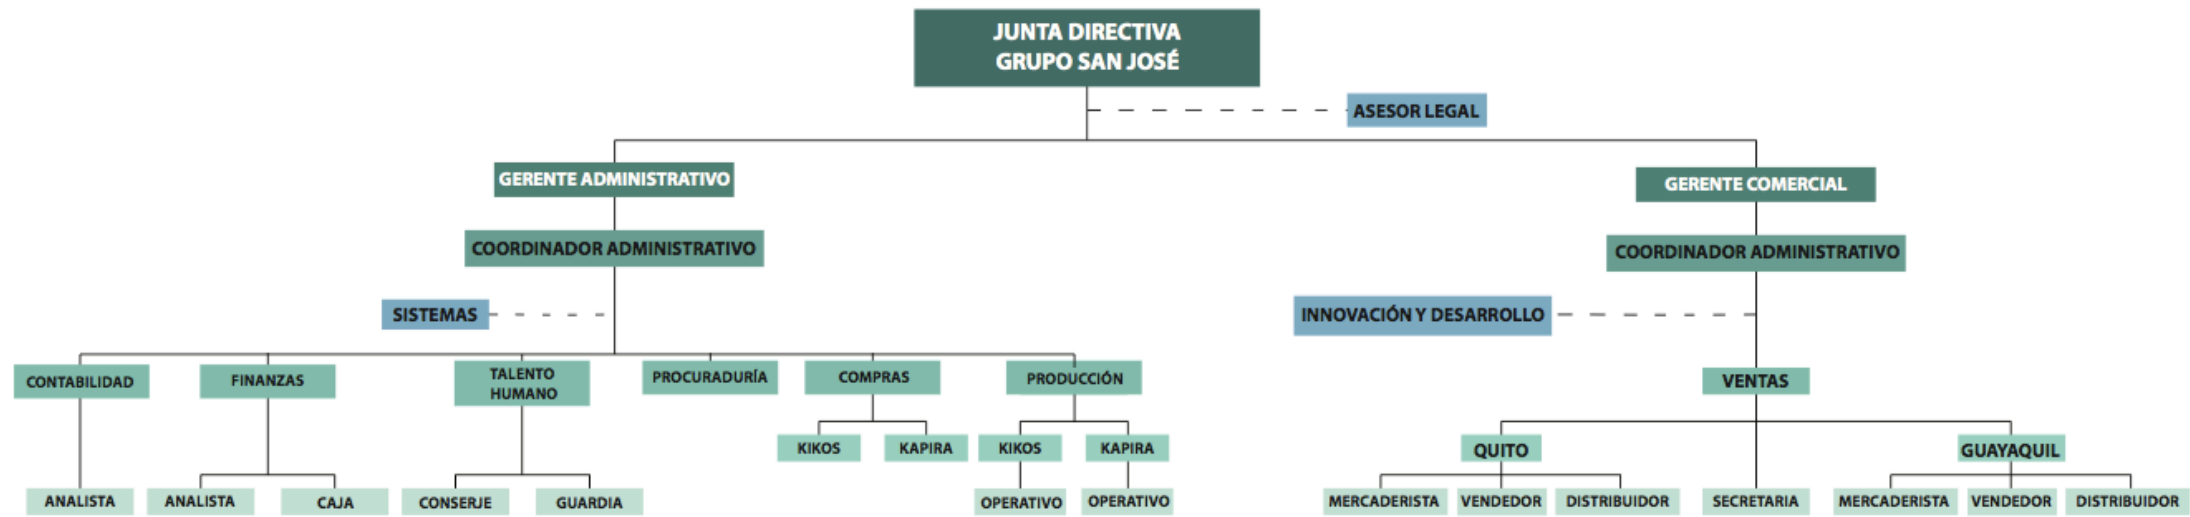 JUNTA DIRECTIVA
GRUPO SAN JOSÉ
ASESOR LEGAL
GERENTE ADMINISTRATIVO
GERENTE COMERCIAL
COORDINADOR ADMINISTRATIVO
COORDINADOR ADMINISTRATIVO
SISTEMAS
INNOVACIÓN Y DESARROLLO
CONTABILIDAD
FINANZAS
TALENTO
HUMANO
PROCURADURÍA
COMPRAS
PRODUCCIÓN
VENTAS
KIKOS
KAPIRA
KIKOS
KAPIRA
QUITO
GUAYAQUIL
ANALISTA
ANALISTA
CAJA
CONSERJE
GUARDIA
OPERATIVO
OPERATIVO
MERCADERISTA
VENDEDOR
DISTRIBUIDOR
SECRETARIA
MERCADERISTA
VENDEDOR
DISTRIBUIDOR